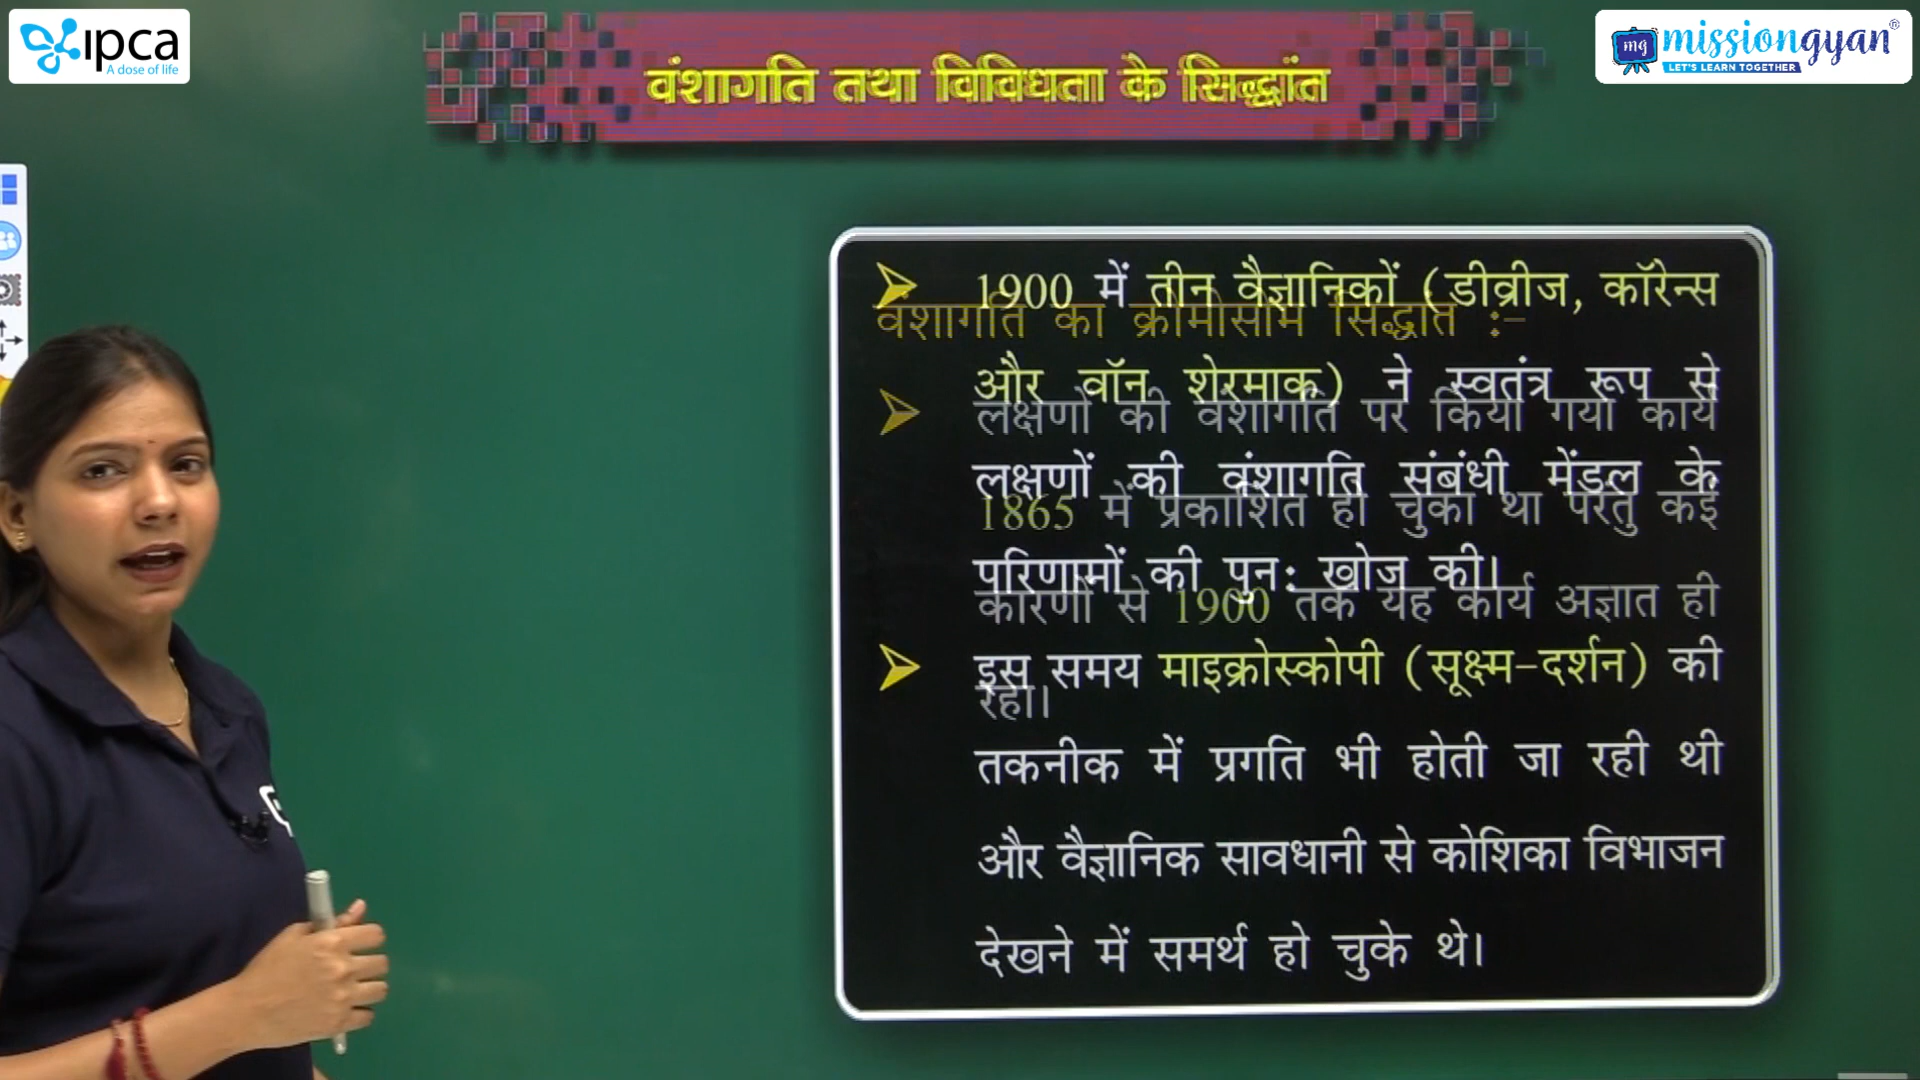 ipca
A dose of life
वंशागति तथा विविधता के सिद्धांत
mg missiongyan®
LET'S LEARN TOGETHER
1900 में तीन वैज्ञानिकों (डीव्रीज, कॉरेन्स
वंशागति का क्रोमोसोम सिद्धांत :-
और वॉन शेरमाक) ने स्वतंत्र रूप से
लक्षणों की वंशागति पर किया गया कार्य
लक्षणों की वंशागति संबंधी मेंडल के
1865 में प्रकाशित हो चुका था परंतु कई
परिणामों की पुनः खोज की।
कारणों से 1900 तक यह कार्य अज्ञात ही
इस समय माइक्रोस्कोपी (सूक्ष्म-दर्शन) की
रहा।
तकनीक में प्रगति भी होती जा रही थी
और वैज्ञानिक सावधानी से कोशिका विभाजन
देखने में समर्थ हो चुके थे।